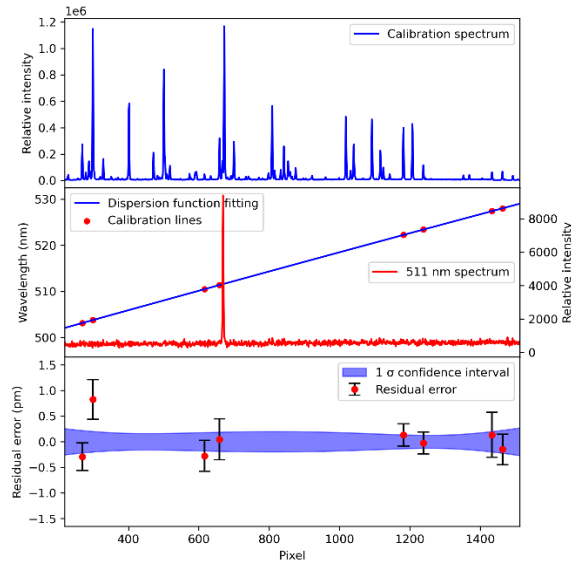 1e6
Calibration spectrum
Relative intensity
1.2
1.0
0.8
0.6
0.4
0.2
0.0
Dispersion function fitting
Calibration lines
511 nm spectrum
Wavelength (nm)
530
520
510
500
Relative intensity
8000
6000
4000
2000
0
1 σ confidence interval
Residual error
Residual error (pm)
1.5
1.0
0.5
0.0
−0.5
−1.0
−1.5
400 600 800 1000 1200 1400
Pixel